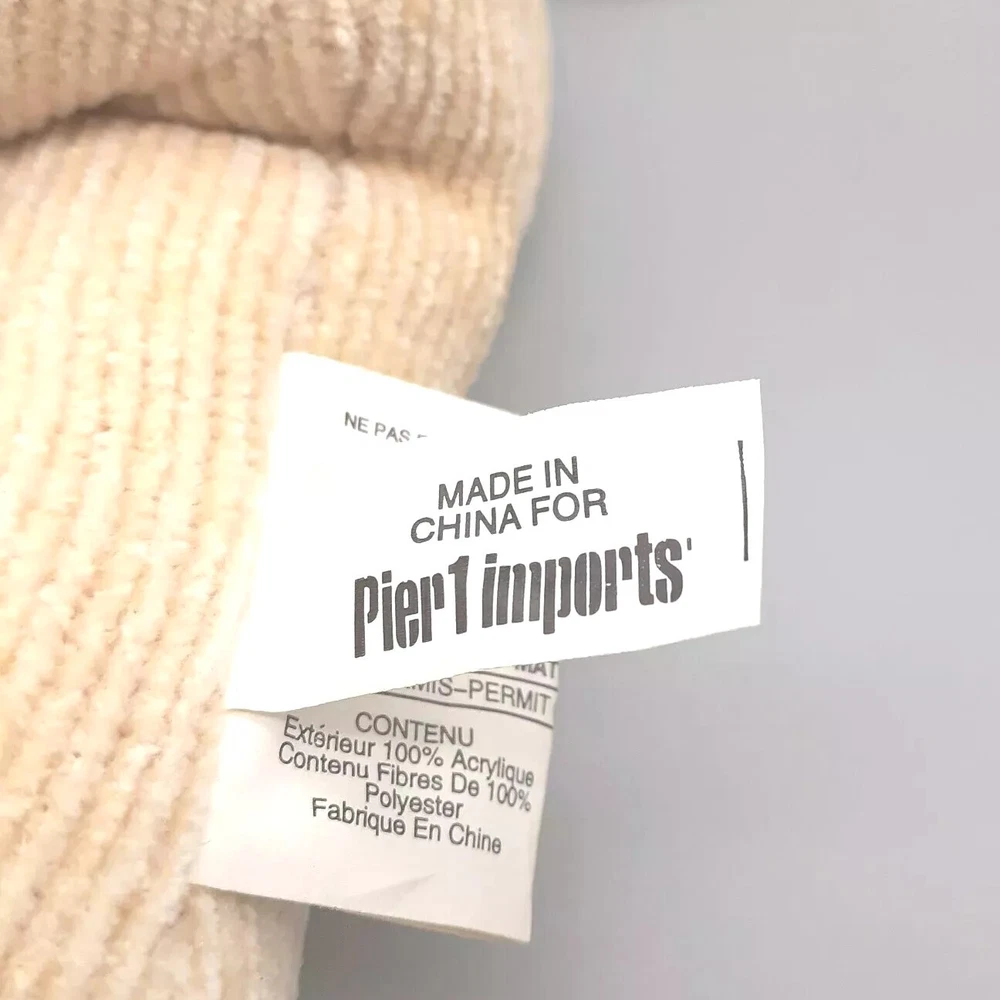 NE PAS
MADE IN
CHINA FOR
Pier1 imports
MIS-PERMIT
CONTENU
Extérieur 100% Acrylique
Contenu Fibres De 100%
Polyester
Fabrique En Chine